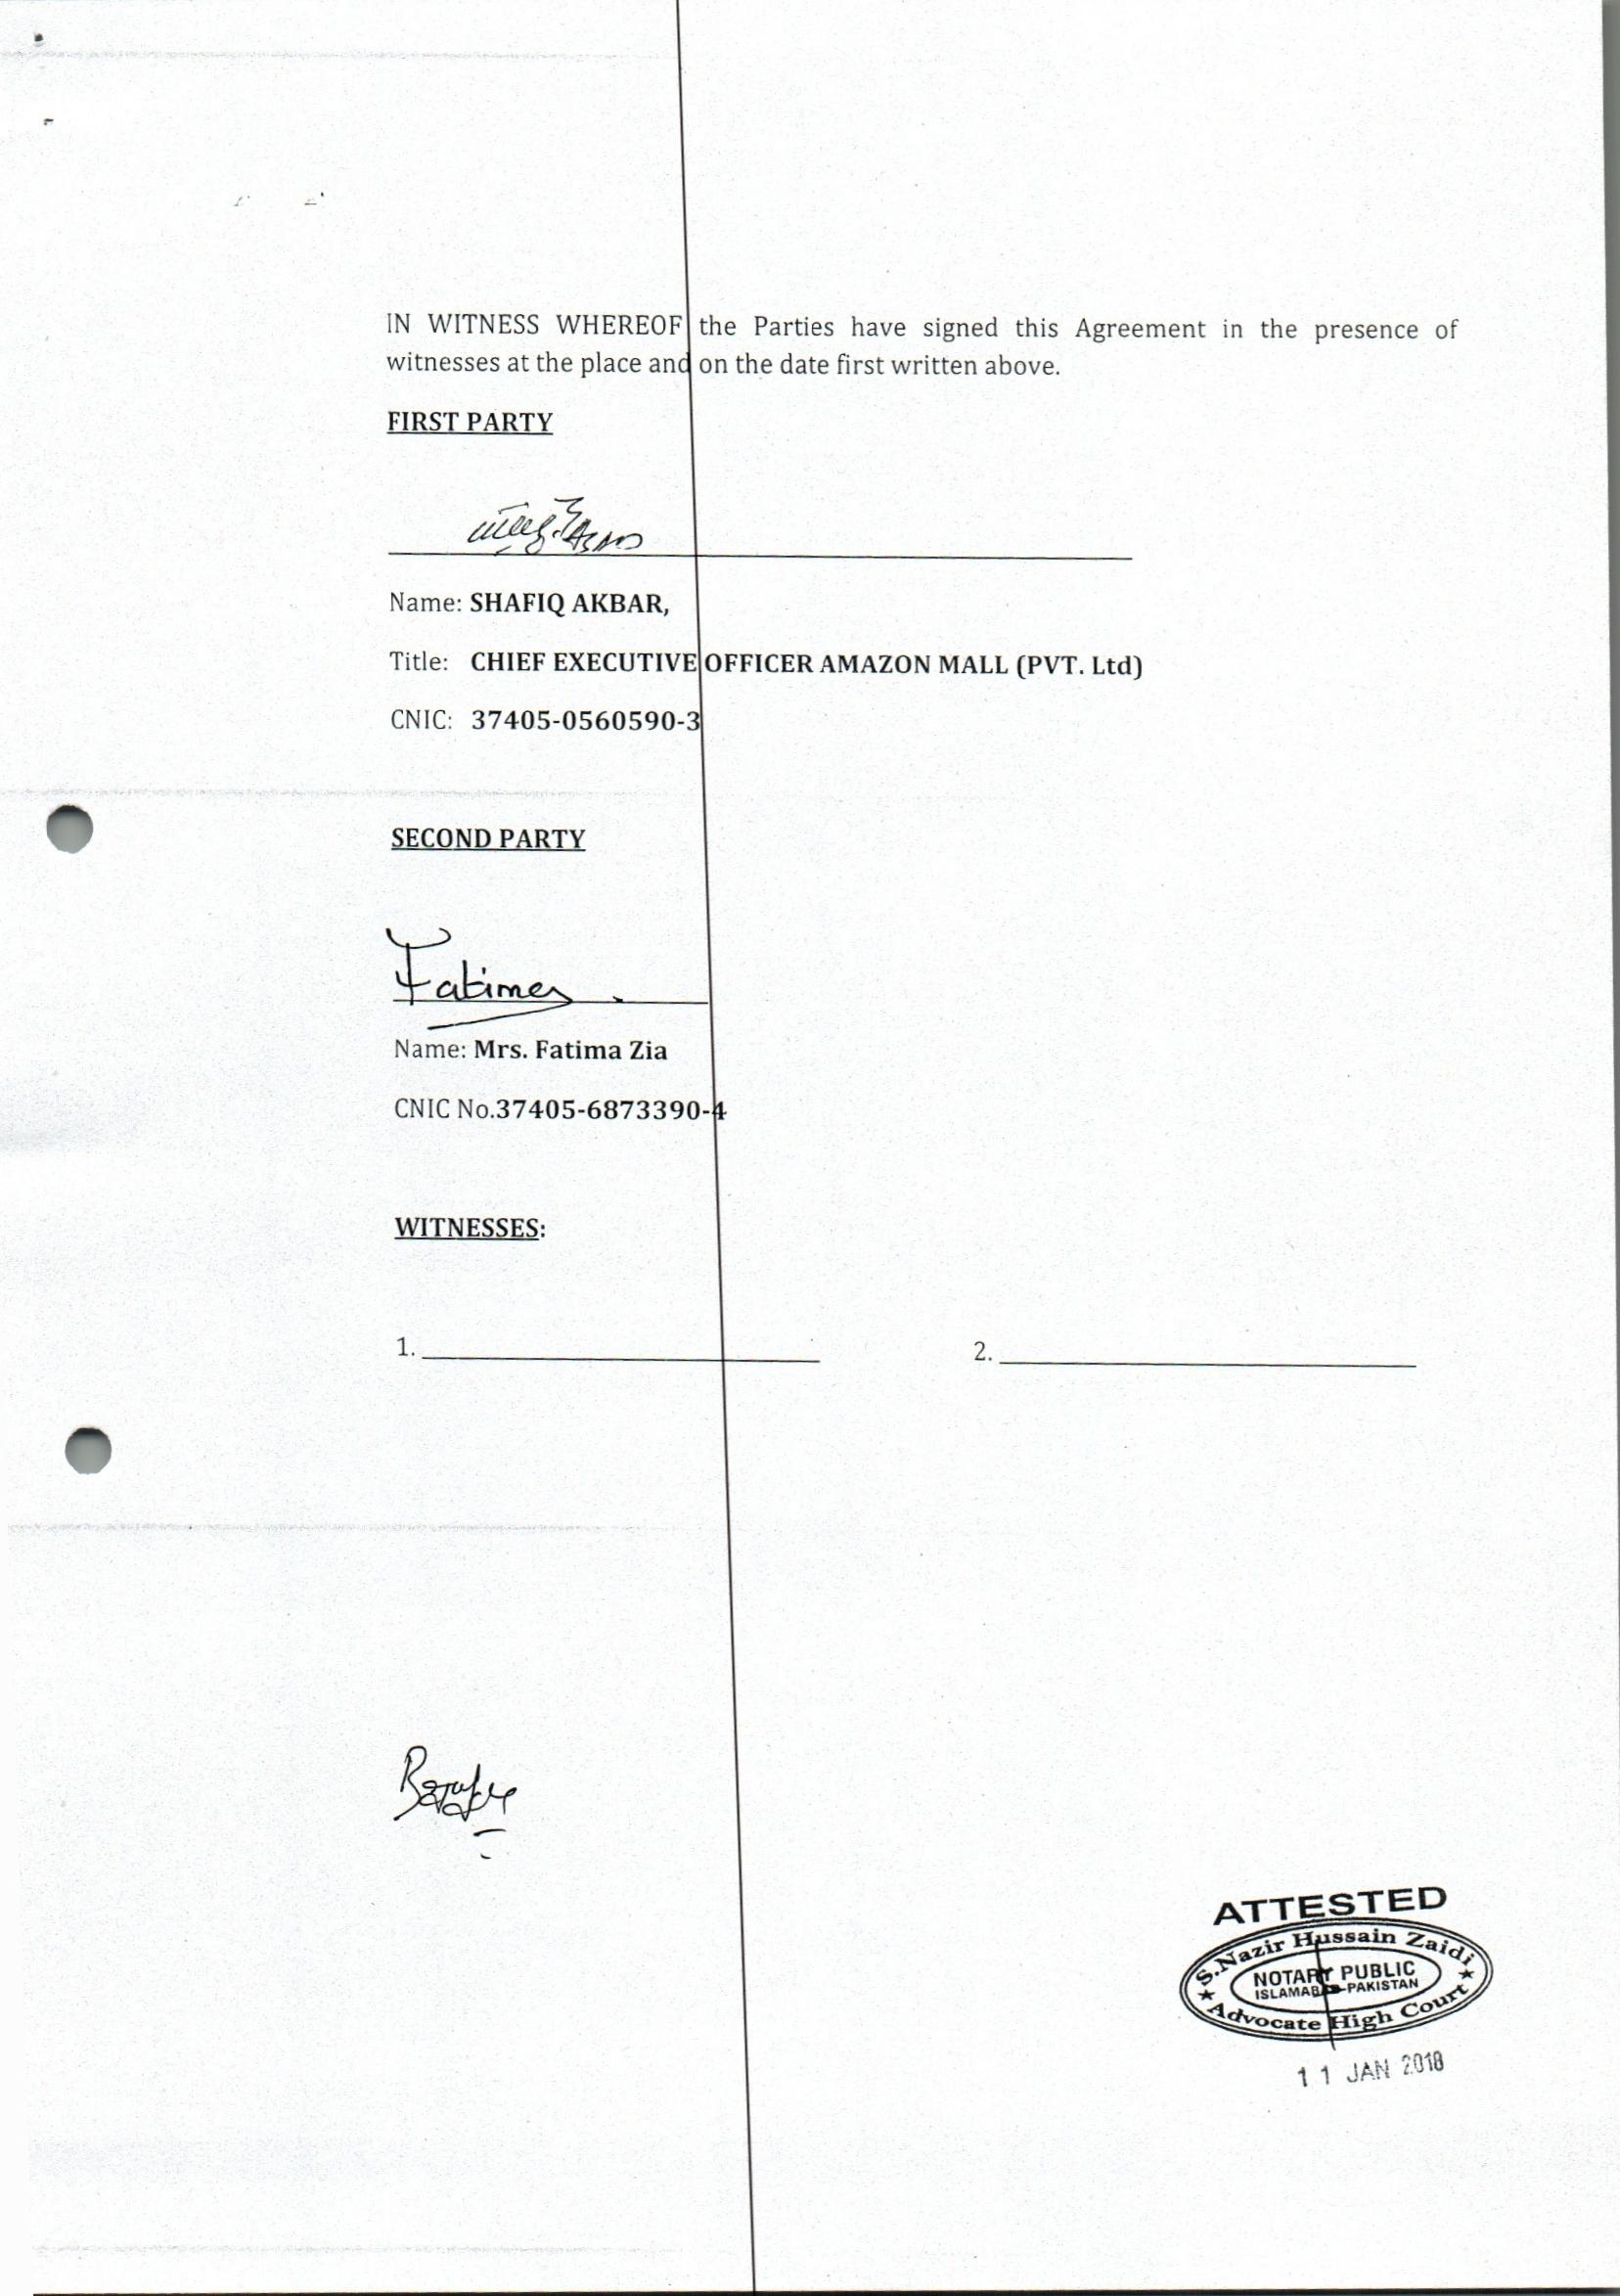 IN WITNESS WHEREOF the Parties have signed this Agreement in the presence of
witnesses at the place and on the date first written above.
FIRST PARTY
Name: SHAFIQ AKBAR,
Title: CHIEF EXECUTIVE OFFICER AMAZON MALL (PVT. Ltd)
CNIC: 37405-0560590-3
SECOND PARTY
Fatima
Name: Mrs. Fatima Zia
CNIC No.37405-6873390-4
WITNESSES:
1. 2.
ATTESTED
S.Nazir Hussain Zaidi
NOTARY PUBLIC
ISLAMABAD-PAKISTAN
Advocate High Court
11 JAN 2018